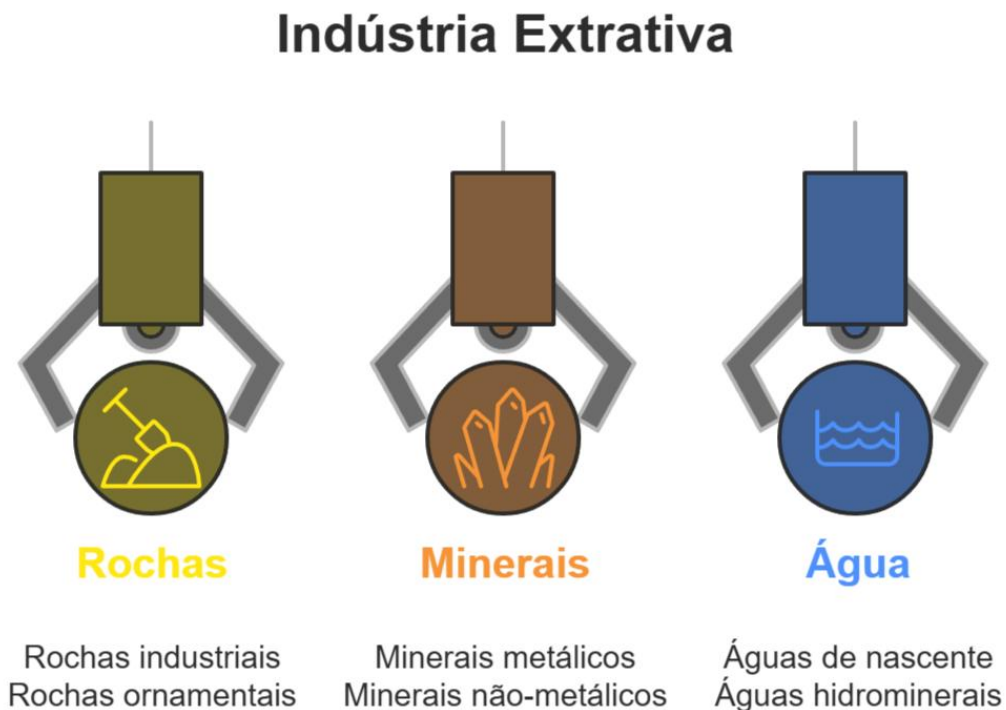 Indústria Extrativa
Rochas
Rochas industriais
Rochas ornamentais
Minerais
Minerais metálicos
Minerais não-metálicos
Água
Águas de nascente
Águas hidrominerais